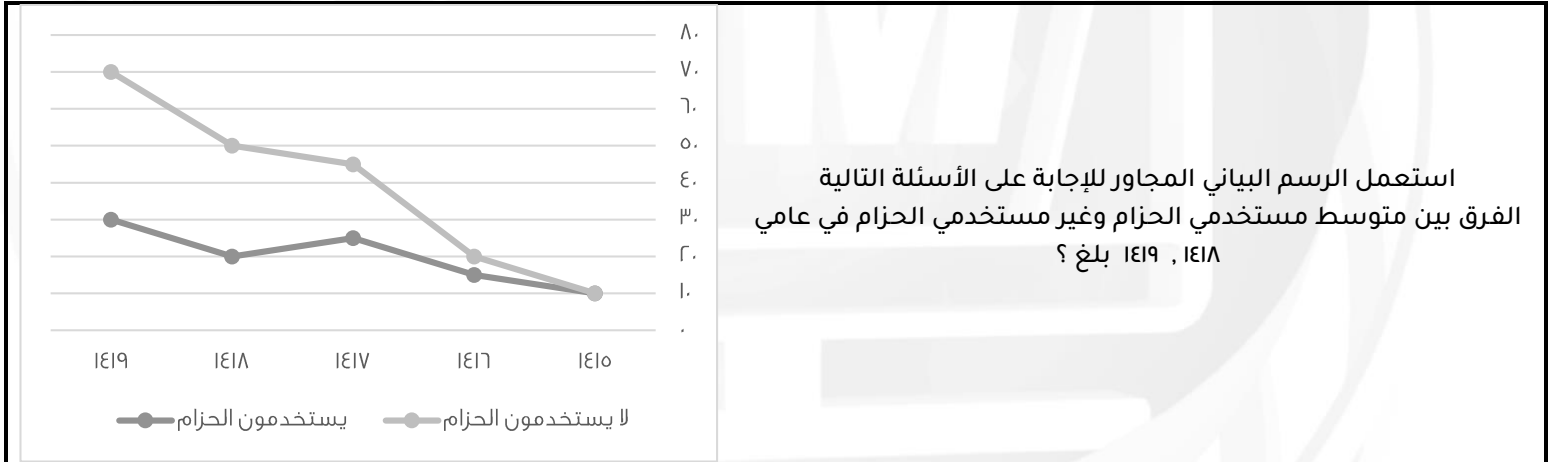 استعمل الرسم البياني المجاور للإجابة على الأسئلة التالية
الفرق بين متوسط مستخدمي الحزام وغير مستخدمي الحزام في عامي
١٤١٨ , ١٤١٩ بلغ ؟
٨٠
٧٠
٦٠
٥٠
٤٠
٣٠
٢٠
١٠
٠
١٤١٥ ١٤١٦ ١٤١٧ ١٤١٨ ١٤١٩
لا يستخدمون الحزام يستخدمون الحزام